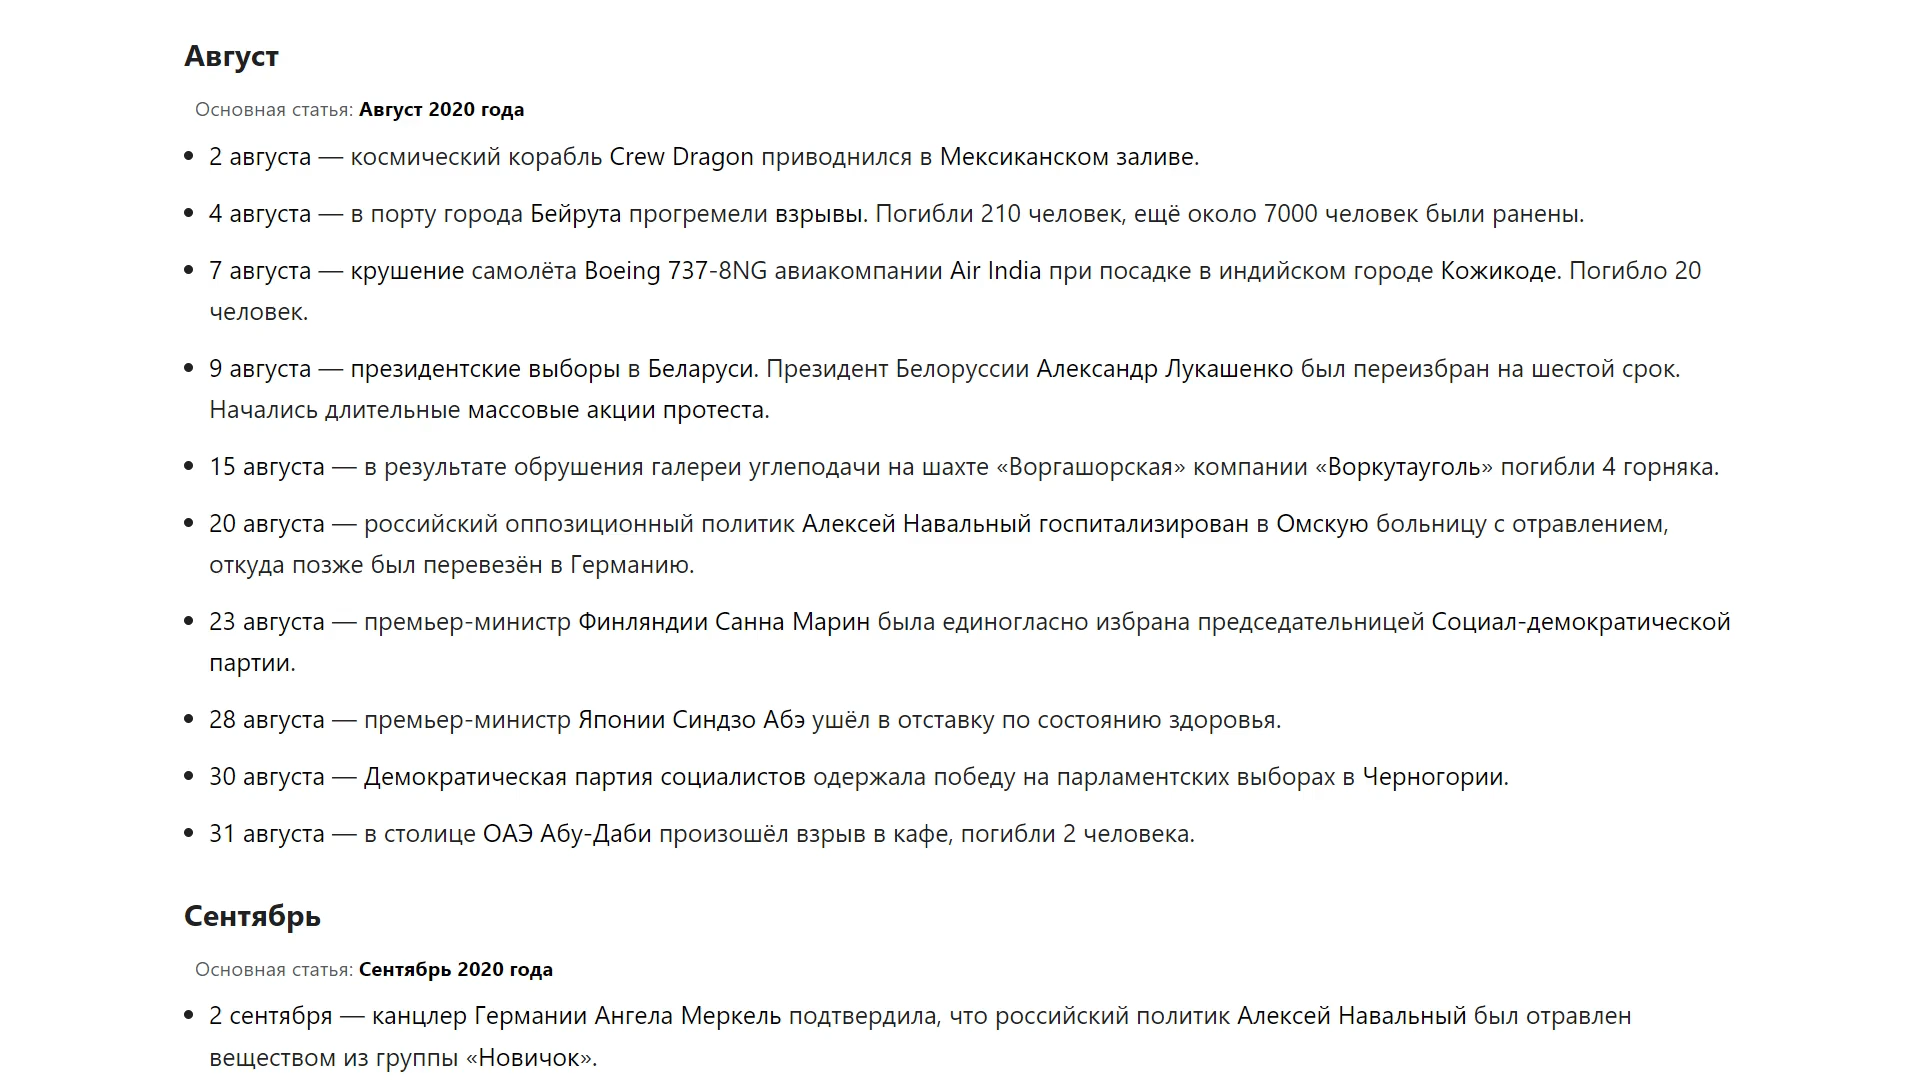 Август
Основная статья: Август 2020 года
2 августа — космический корабль Crew Dragon приводнился в Мексиканском заливе.
4 августа — в порту города Бейрута прогремели взрывы. Погибли 210 человек, ещё около 7000 человек были ранены.
7 августа — крушение самолёта Boeing 737-8NG авиакомпании Air India при посадке в индийском городе Кожикоде. Погибло 20
человек.
9 августа — президентские выборы в Беларуси. Президент Белоруссии Александр Лукашенко был переизбран на шестой срок.
Начались длительные массовые акции протеста.
15 августа — в результате обрушения галереи углеподачи на шахте «Воргашорская» компании «Воркутауголь» погибли 4 горняка.
20 августа — российский оппозиционный политик Алексей Навальный госпитализирован в Омскую больницу с отравлением,
откуда позже был перевезён в Германию.
23 августа — премьер-министр Финляндии Санна Марин была единогласно избрана председательницей Социал-демократической
партии.
28 августа — премьер-министр Японии Синдзо Абэ ушёл в отставку по состоянию здоровья.
30 августа — Демократическая партия социалистов одержала победу на парламентских выборах в Черногории.
31 августа — в столице ОАЭ Абу-Даби произошёл взрыв в кафе, погибли 2 человека.
Сентябрь
Основная статья: Сентябрь 2020 года
2 сентября — канцлер Германии Ангела Меркель подтвердила, что российский политик Алексей Навальный был отравлен
веществом из группы «Новичок».